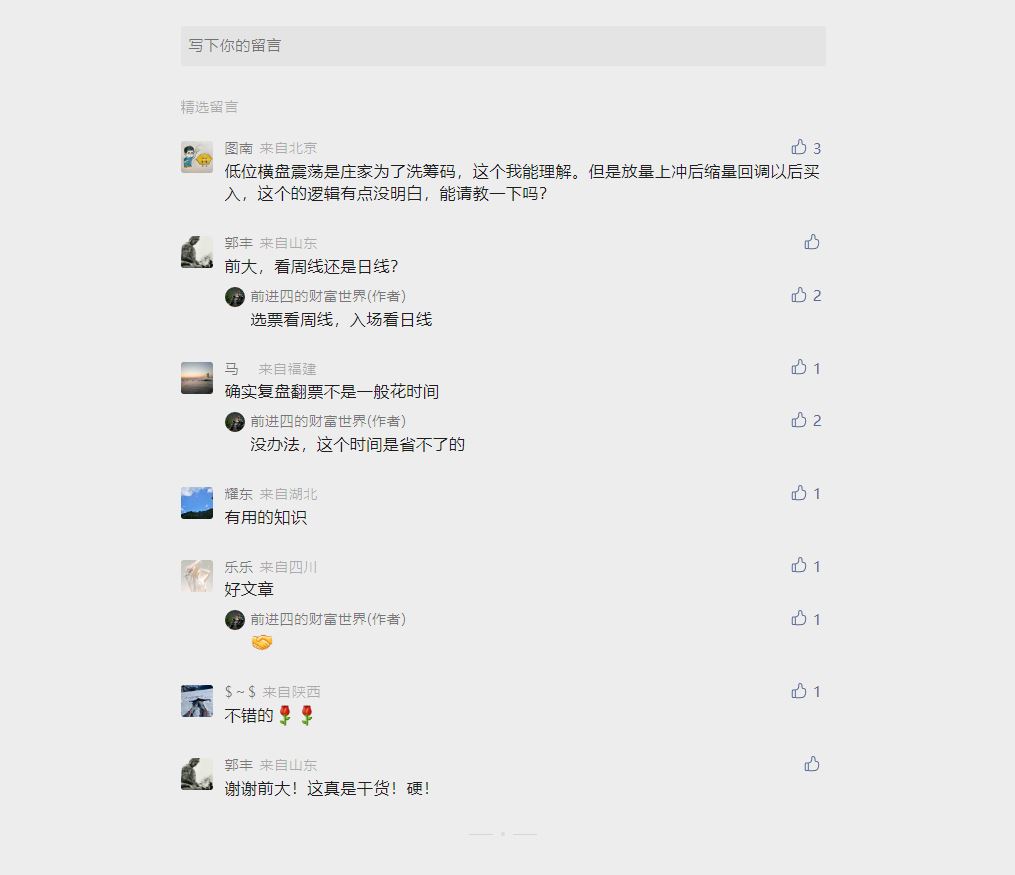 写下你的留言
精选留言
图南 来自北京 3
低位横盘震荡是庄家为了洗筹码，这个我能理解。但是放量上冲后缩量回调以后买
入，这个的逻辑有点没明白，能请教一下吗？
郭丰 来自山东
前大，看周线还是日线？
前进四的财富世界(作者) 2
选票看周线，入场看日线
马 来自福建 1
确实复盘翻票不是一般花时间
前进四的财富世界(作者) 2
没办法，这个时间是省不了的
耀东 来自湖北 1
有用的知识
乐乐 来自四川 1
好文章
前进四的财富世界(作者) 1
🤝
$～$ 来自陕西 1
不错的🌹🌹
郭丰 来自山东
谢谢前大！这真是干货！硬！